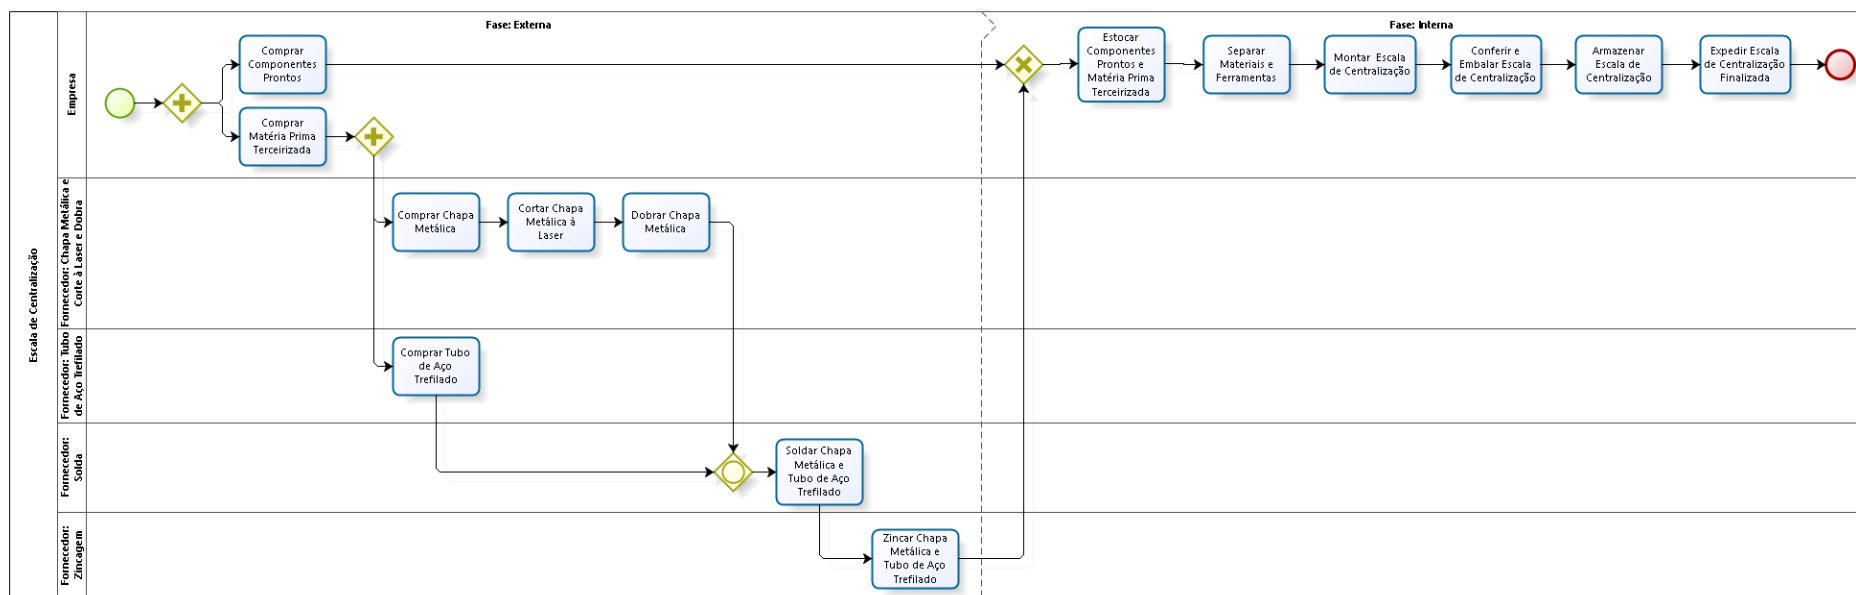 Escala de Centralização
Fase: Externa
Fase: Interna
Empresa
Comprar
Componentes
Prontos
Comprar
Matéria Prima
Terceirizada
Estocar
Componentes
Prontos e
Matéria Prima
Terceirizada
Separar
Materiais e
Ferramentas
Montar Escala
de Centralização
Conferir e
Embalar Escala
de Centralização
Armazenar
Escala de
Centralização
Expedir Escala
de Centralização
Finalizada
Fornecedor: Chapa Metálica e
Corte à Laser e Dobra
Comprar Chapa
Metálica
Cortar Chapa
Metálica à
Laser
Dobrar Chapa
Metálica
Fornecedor: Tubo
de Aço Trefilado
Comprar Tubo
de Aço
Trefilado
Fornecedor:
Solda
Soldar Chapa
Metálica e
Tubo de Aço
Trefilado
Fornecedor:
Zincagem
Zincar Chapa
Metálica e
Tubo de Aço
Trefilado